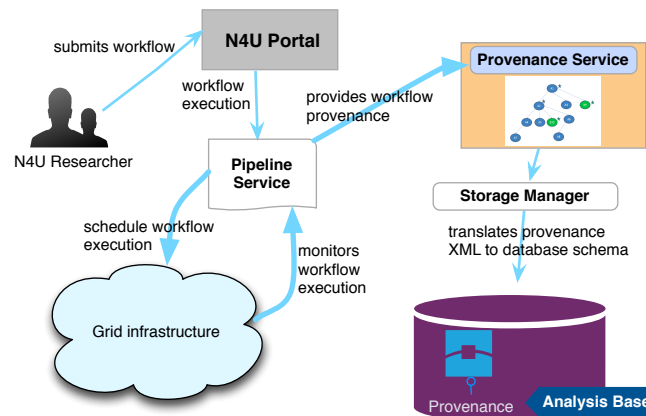 submits workflow
N4U Portal
Provenance Service
workflow
execution
provides workflow
provenance
N4U Researcher
Pipeline
Service
Storage Manager
schedule workflow
execution
monitors
workflow
execution
translates provenance
XML to database schema
Grid infrastructure
Provenance
Analysis Base